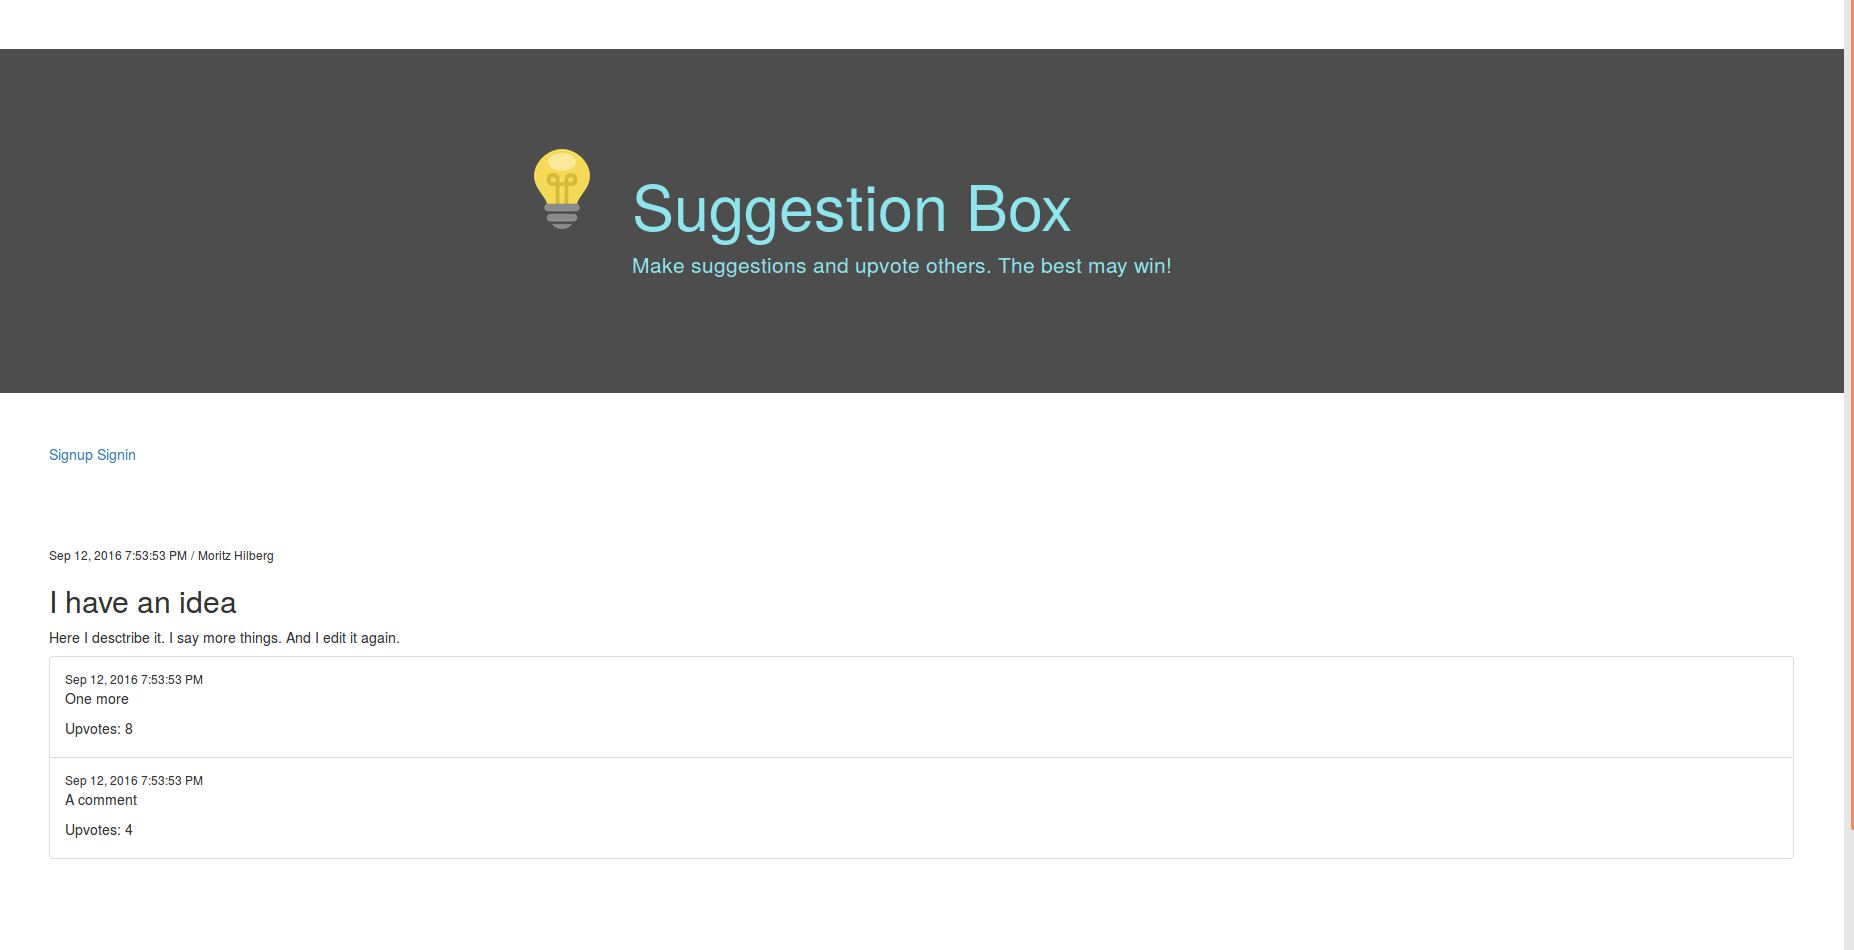 Suggestion Box
Make suggestions and upvote others. The best may win!
Signup Signin
Sep 12, 2016 7:53:53 PM / Moritz Hilberg
I have an idea
Here I desctribe it. I say more things. And I edit it again.
Sep 12, 2016 7:53:53 PM
One more
Upvotes: 8
Sep 12, 2016 7:53:53 PM
A comment
Upvotes: 4